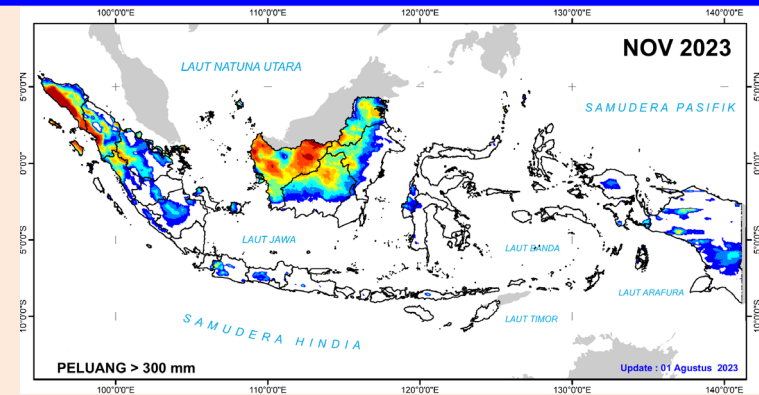 100°0'0"E 110°0'0"E 120°0'0"E 130°0'0"E 140°0'0"E
NOV 2023
LAUT NATUNA UTARA
5°0'0"N 5°0'0"N
SAMUDERA PASIFIK
0°0'0" 0°0'0"
5°0'0"S 5°0'0"S
LAUT JAWA
LAUT BANDA
LAUT ARAFURA
10°0'0"S 10°0'0"S
LAUT TIMOR
SAMUDERA HINDIA
PELUANG > 300 mm
Update : 01 Agustus 2023
100°0'0"E 110°0'0"E 120°0'0"E 130°0'0"E 140°0'0"E